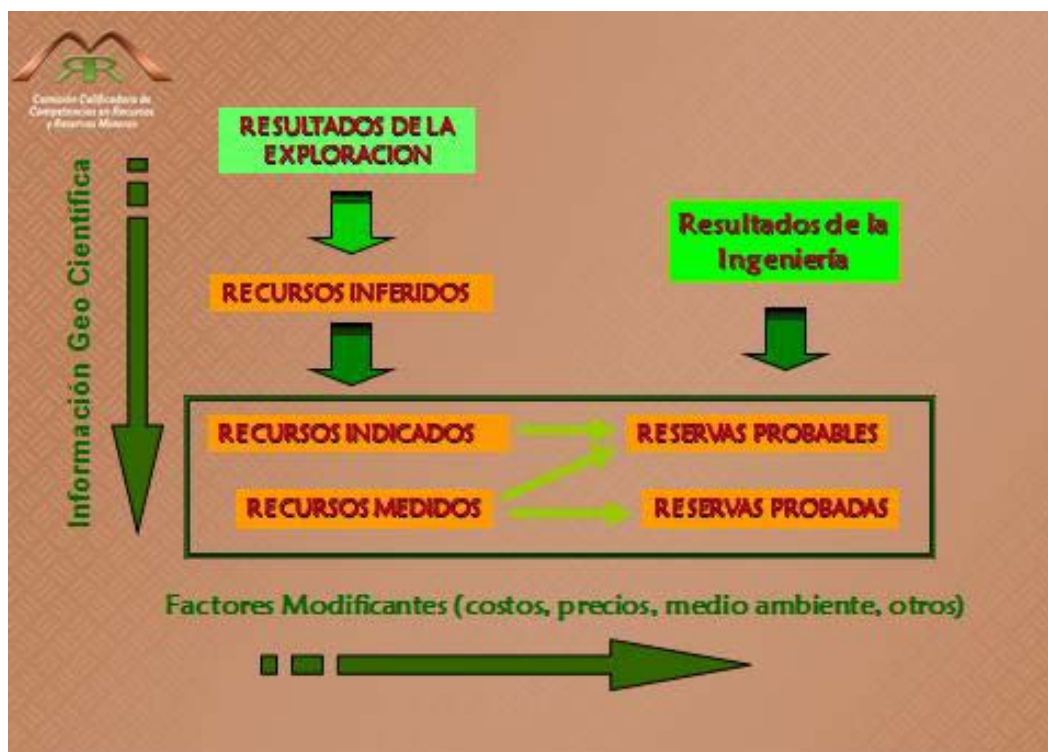 Comisión Calificadora de
Competencias en Recursos
y Reservas Mineras
RESULTADOS DE LA
EXPLORACION
Resultados de la
Ingeniería
RECURSOS INFERIDOS
Información Geo Científica
RECURSOS INDICADOS
RESERVAS PROBABLES
RECURSOS MEDIDOS
RESERVAS PROBADAS
Factores Modificantes (costos, precios, medio ambiente, otros)